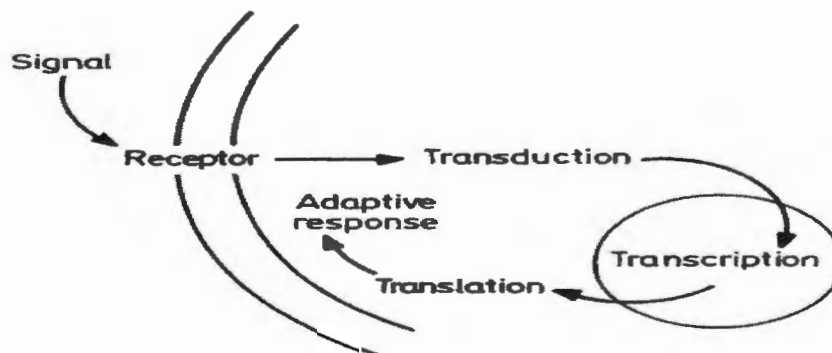 Signal
Receptor
Transduction
Transcription
Translation
Adaptive
response